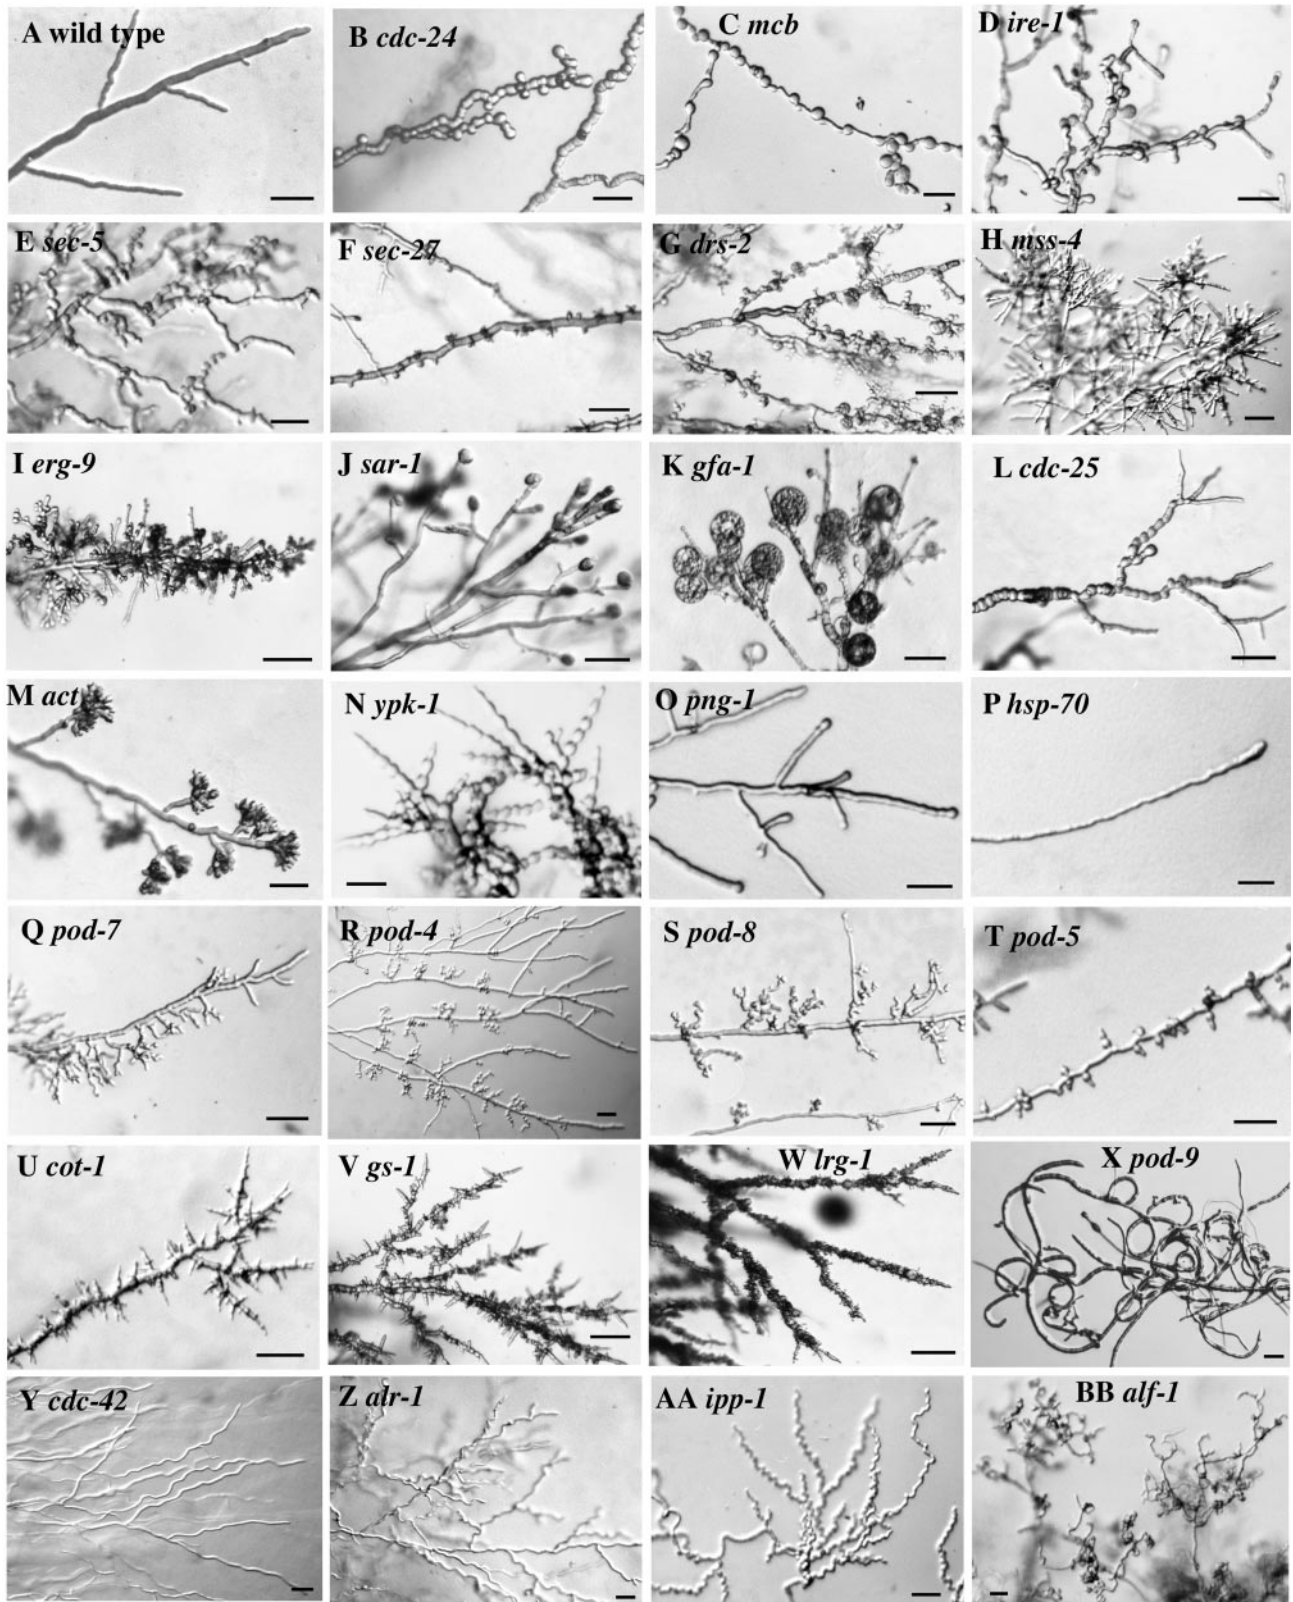 A wild type
B cdc-24
C mcb
D ire-1
E sec-5
F sec-27
G drs-2
H mss-4
I erg-9
J sar-1
K gfa-1
L cdc-25
M act
N ypk-1
O png-1
P hsp-70
Q pod-7
R pod-4
S pod-8
T pod-5
U cot-1
V gs-1
W lrg-1
X pod-9
Y cdc-42
Z alr-1
AA ipp-1
BB alf-1